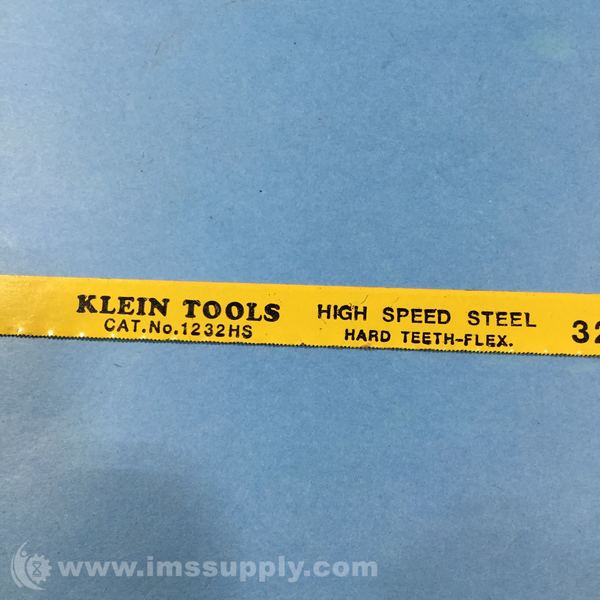 KLEIN TOOLS
CAT.No.1232HS
HIGH SPEED STEEL
HARD TEETH-FLEX.
32
www.imssupply.com